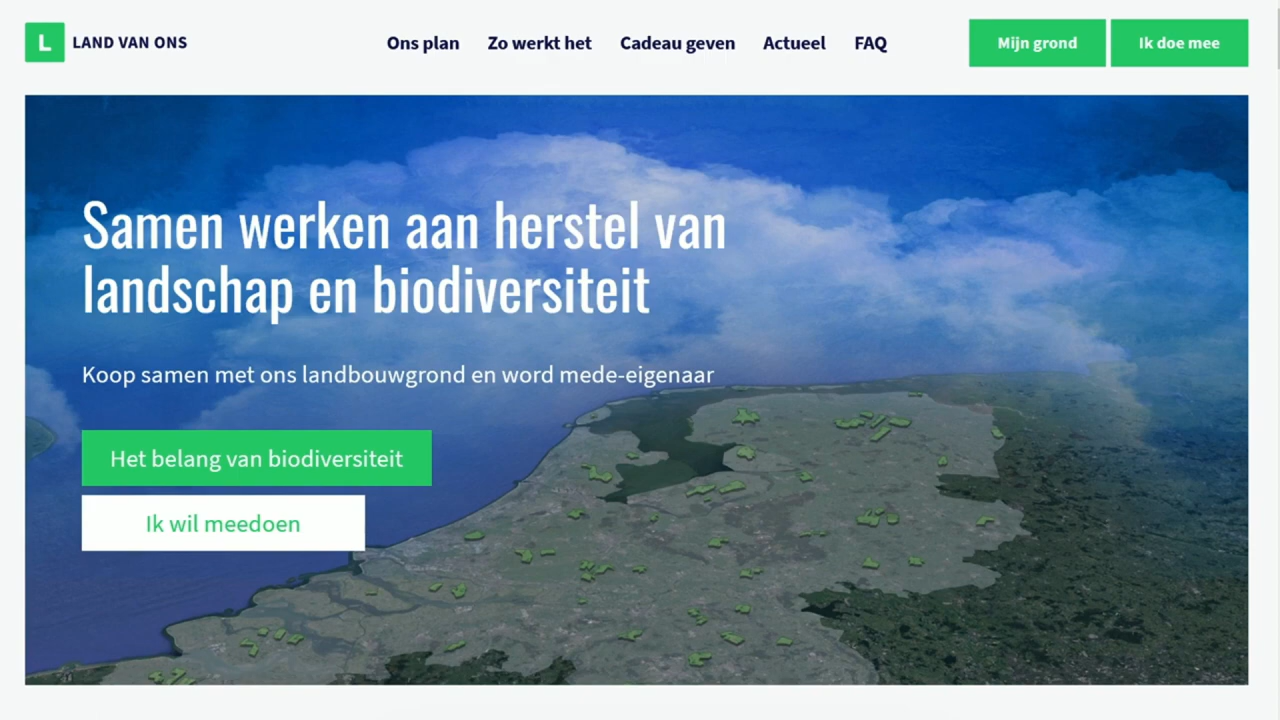 L LAND VAN ONS
Ons plan
Zo werkt het
Cadeau geven
Actueel
FAQ
Mijn grond
Ik doe mee
Samen werken aan herstel van
landschap en biodiversiteit
Koop samen met ons landbouwgrond en word mede-eigenaar
Het belang van biodiversiteit
Ik wil meedoen